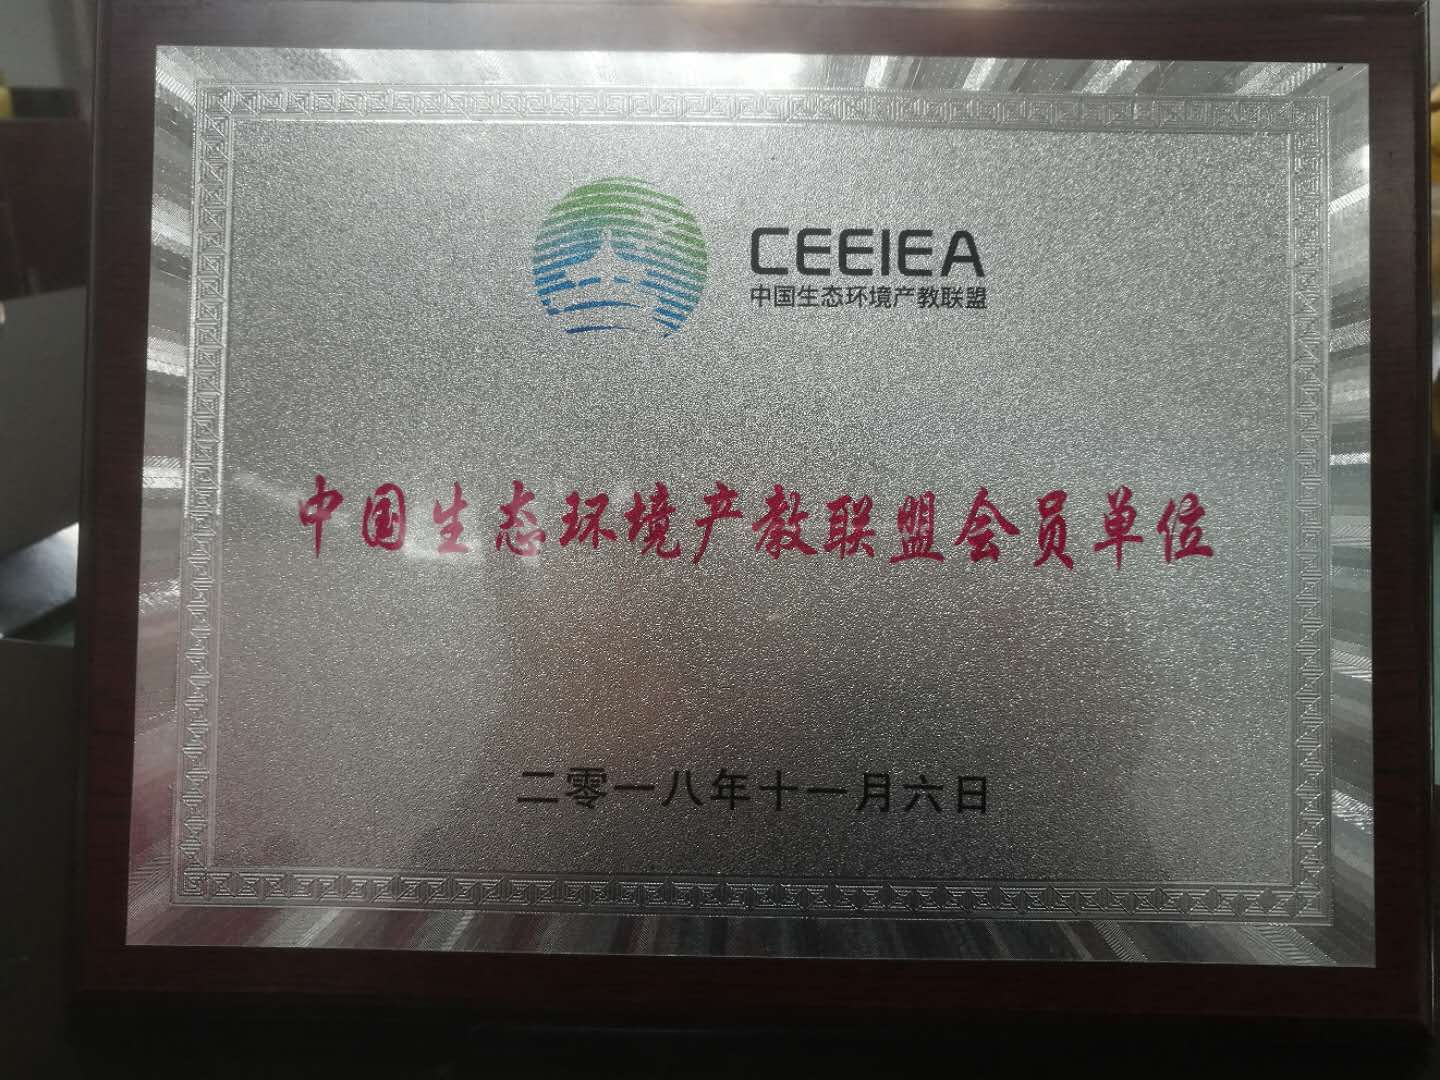 CEEIEA
中国生态环境产教联盟
中国生态环境产教联盟会员单位
二零一八年十一月六日